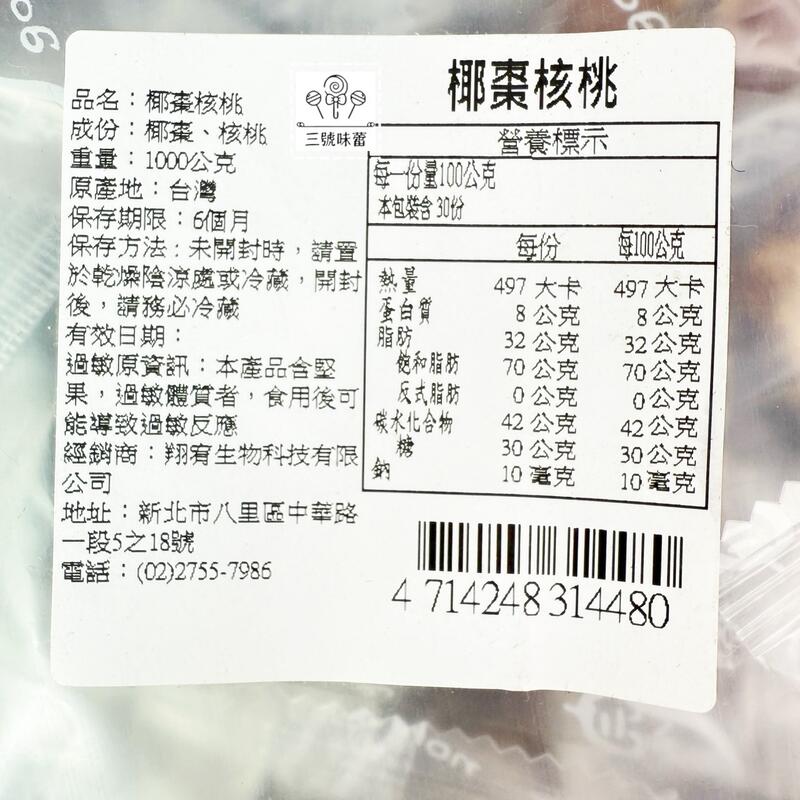 品名：椰棗核桃
成份：椰棗、核桃
重量：1000公克
原產地：台灣
保存期限：6個月
保存方法：未開封時，請置
於乾燥陰涼處或冷藏，開封
後，請務必冷藏
有效日期：
過敏原資訊：本產品含堅
果，過敏體質者，食用後可
能導致過敏反應
經銷商：翔宥生物科技有限
公司
地址：新北市八里區中華路
一段5之18號
電話：(02)2755-7986
三號味蕾
椰棗核桃
營養標示
每一份量100公克
本包裝含 30份
每份 每100公克
熱量 497 大卡 497 大卡
蛋白質 8 公克 8 公克
脂肪 32 公克 32 公克
飽和脂肪 70 公克 70 公克
反式脂肪 0 公克 0 公克
碳水化合物 42 公克 42 公克
糖 30 公克 30 公克
鈉 10 毫克 10 毫克
4 714248 314480